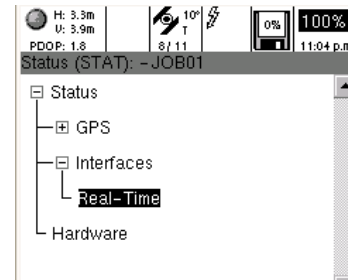 H: 3.3m
V: 3.9m
PDOP: 1.8
10°
T
8/11
0%
100%
11:04 p.m
Status (STAT): -JOB01
Status
GPS
Interfaces
Real-Time
Hardware